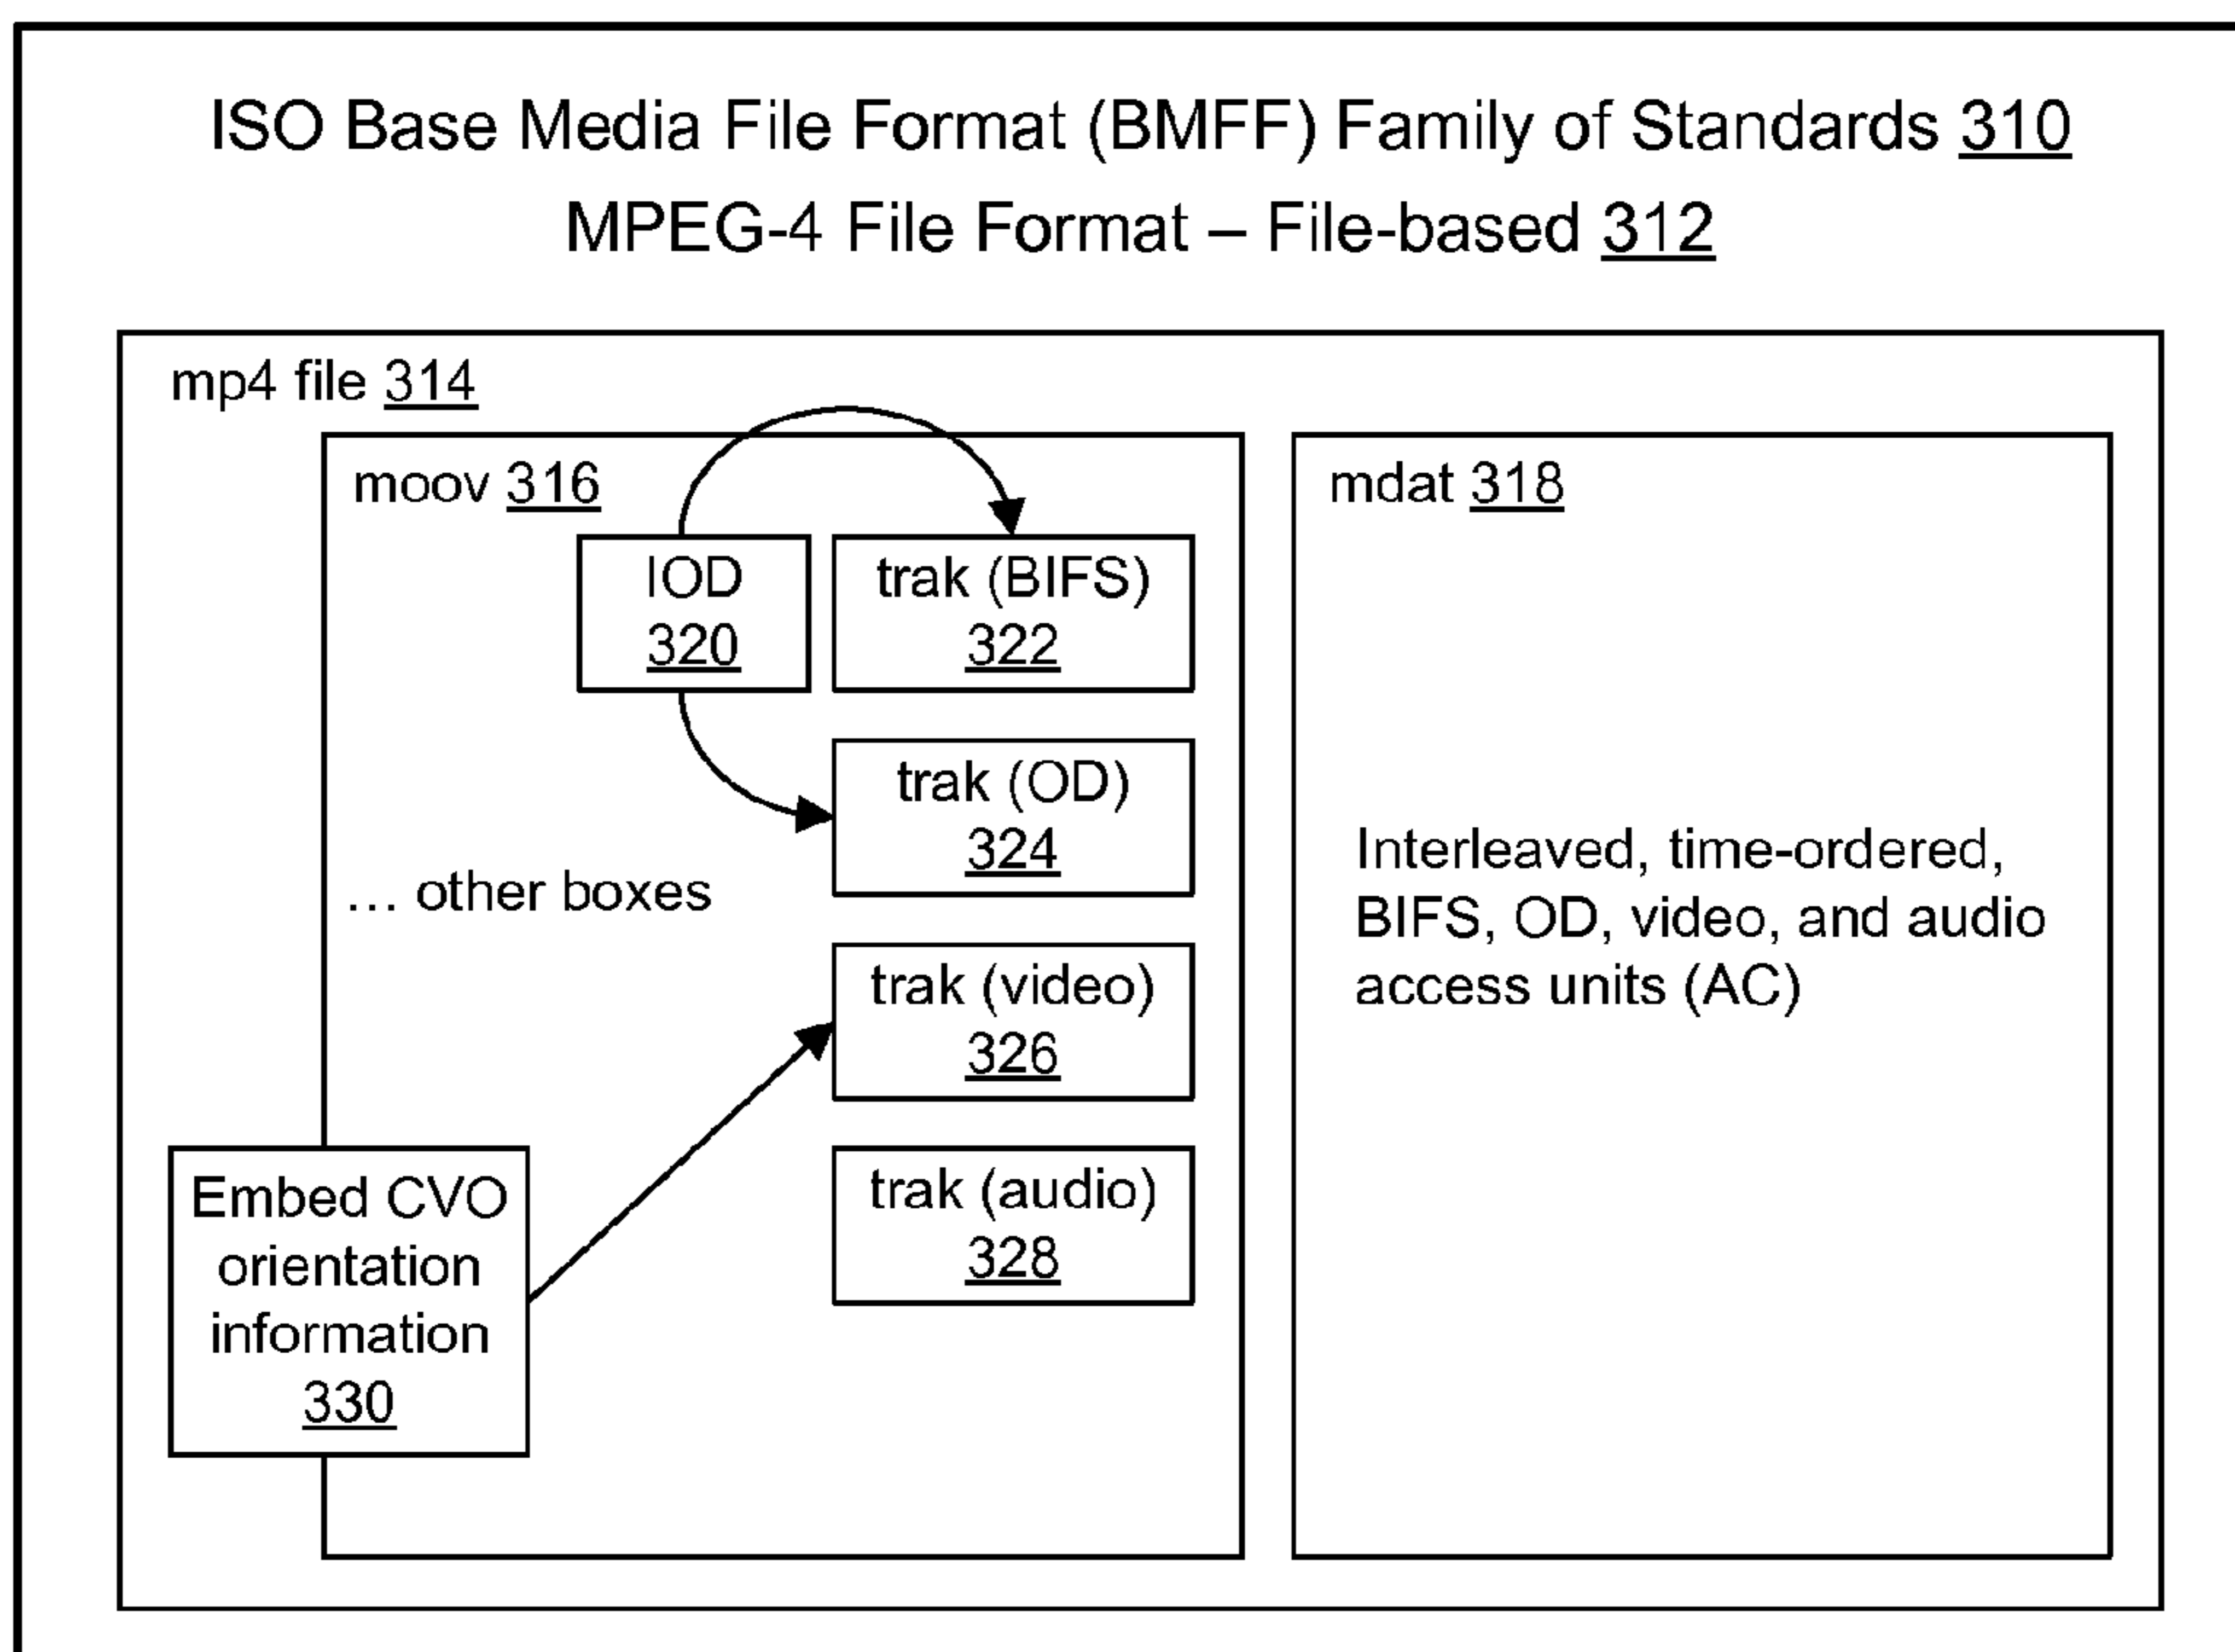 ISO Base Media File Format (BMFF) Family of Standards 310
MPEG-4 File Format – File-based 312
mp4 file 314
moov 316
IOD
320
trak (BIFS)
322
trak (OD)
324
... other boxes
trak (video)
326
Embed CVO
orientation
information
330
trak (audio)
328
mdat 318
Interleaved, time-ordered,
BIFS, OD, video, and audio
access units (AC)